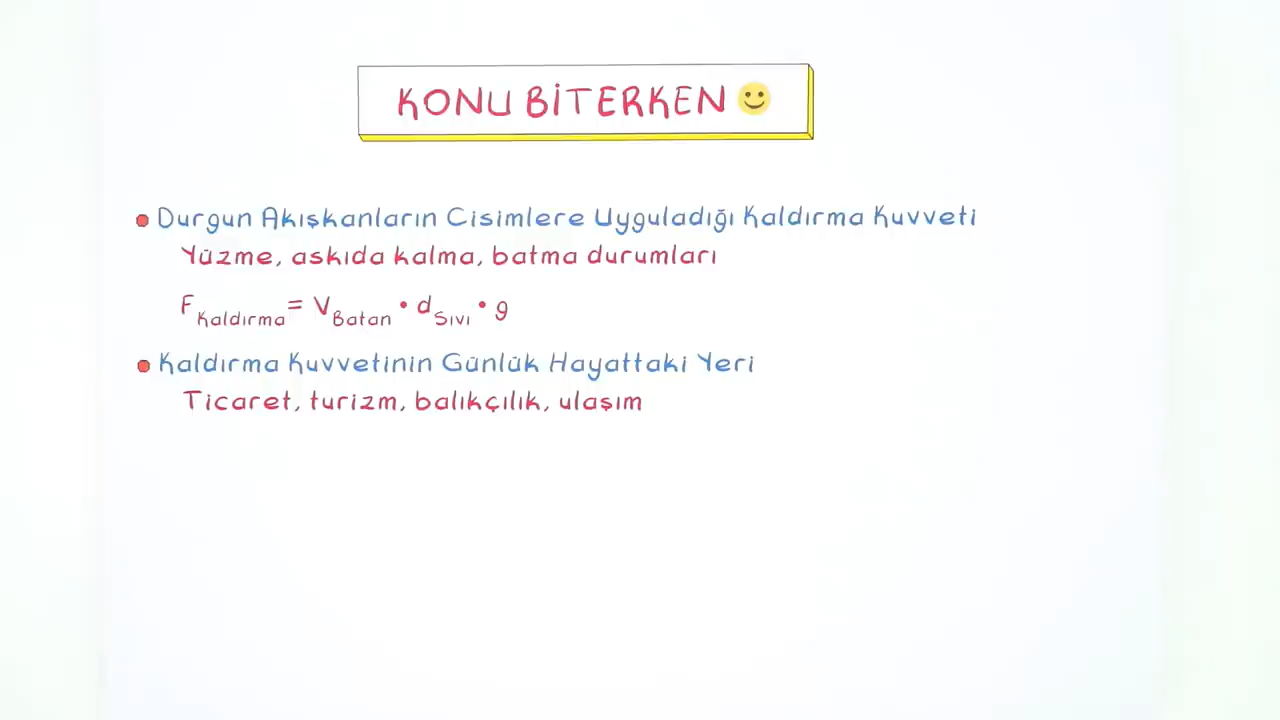 KONU BİTERKEN
Durgun Akışkanların Cisimlere Uyguladığı Kaldırma Kuvveti
Yüzme, askıda kalma, batma durumları
F Kaldırma = V Batan • d Sıvı • g
Kaldırma Kuvvetinin Günlük Hayattaki Yeri
Ticaret, turizm, balıkçılık, ulaşım